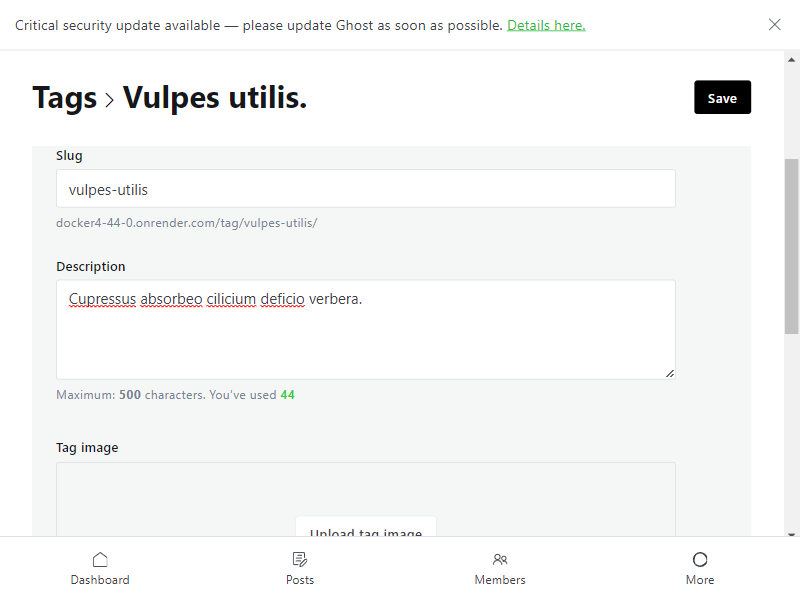 Critical security update available — please update Ghost as soon as possible. Details here.
Tags > Vulpes utilis.
Save
Slug
vulpes-utilis
docker4-44-0.onrender.com/tag/vulpes-utilis/
Description
Cupressus absorbeo cilicium deficio verbera.
Maximum: 500 characters. You've used 44
Tag image
Upload tag image
Dashboard
Posts
Members
More